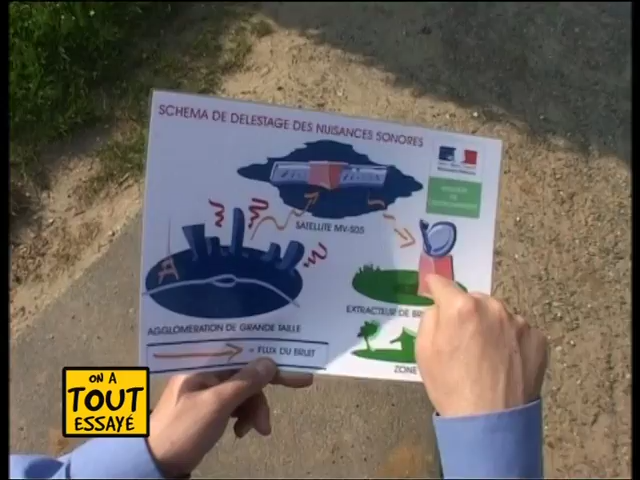 SCHEMA DE DELESTAGE DES NUISANCES SONORES
SATELLITE MV-505
EXTRACTEUR DE
AGGLOMERATION DE GRANDE TAILLE
= FLUX DU BRUIT
ZONE
ON A
TOUT
ESSAYÉ